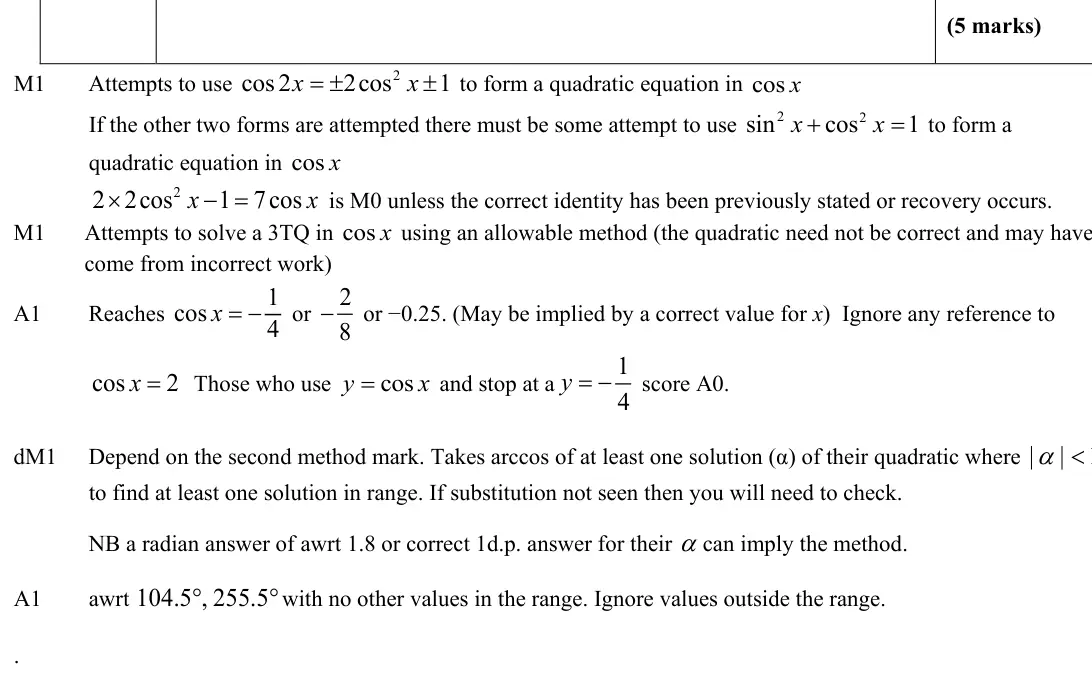 (5 marks)
M1 Attempts to use cos 2x = ±2cos² x ± 1 to form a quadratic equation in cos x
If the other two forms are attempted there must be some attempt to use sin² x + cos² x = 1 to form a
quadratic equation in cos x
2 × 2cos² x − 1 = 7 cos x is M0 unless the correct identity has been previously stated or recovery occurs.
M1 Attempts to solve a 3TQ in cos x using an allowable method (the quadratic need not be correct and may have
come from incorrect work)
A1 Reaches cos x = −1/4 or −2/8 or −0.25. (May be implied by a correct value for x) Ignore any reference to
cos x = 2 Those who use y = cos x and stop at a y = −1/4 score A0.
dM1 Depend on the second method mark. Takes arccos of at least one solution (α) of their quadratic where |α| <
to find at least one solution in range. If substitution not seen then you will need to check.
NB a radian answer of awrt 1.8 or correct 1d.p. answer for their α can imply the method.
A1 awrt 104.5°, 255.5° with no other values in the range. Ignore values outside the range.
.